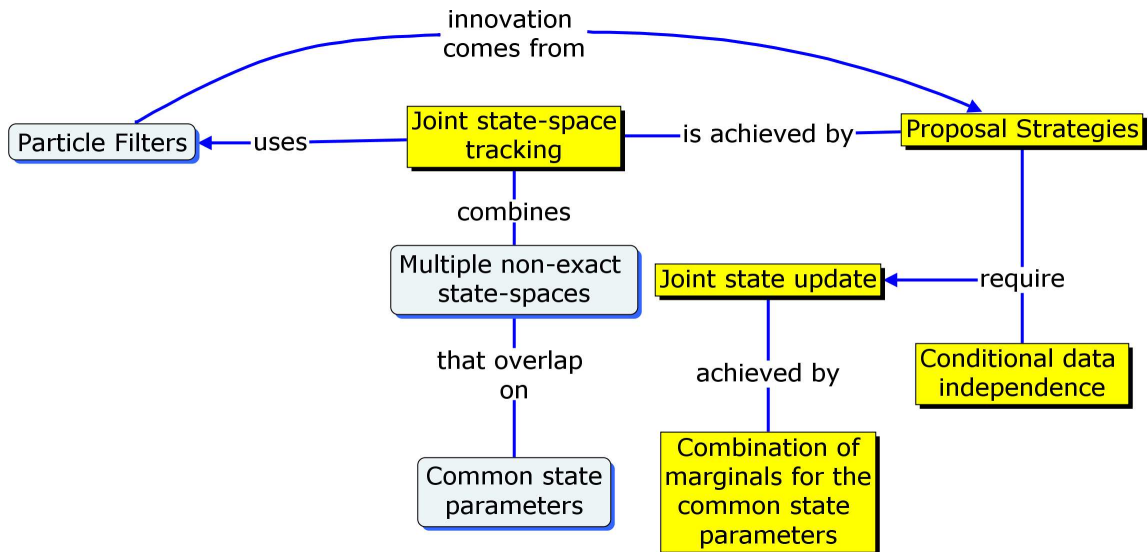 innovation
comes from
Particle Filters
uses
Joint state-space
tracking
is achieved by
Proposal Strategies
combines
Multiple non-exact
state-spaces
Joint state update
require
that overlap
on
achieved by
Conditional data
independence
Common state
parameters
Combination of
marginals for the
common state
parameters